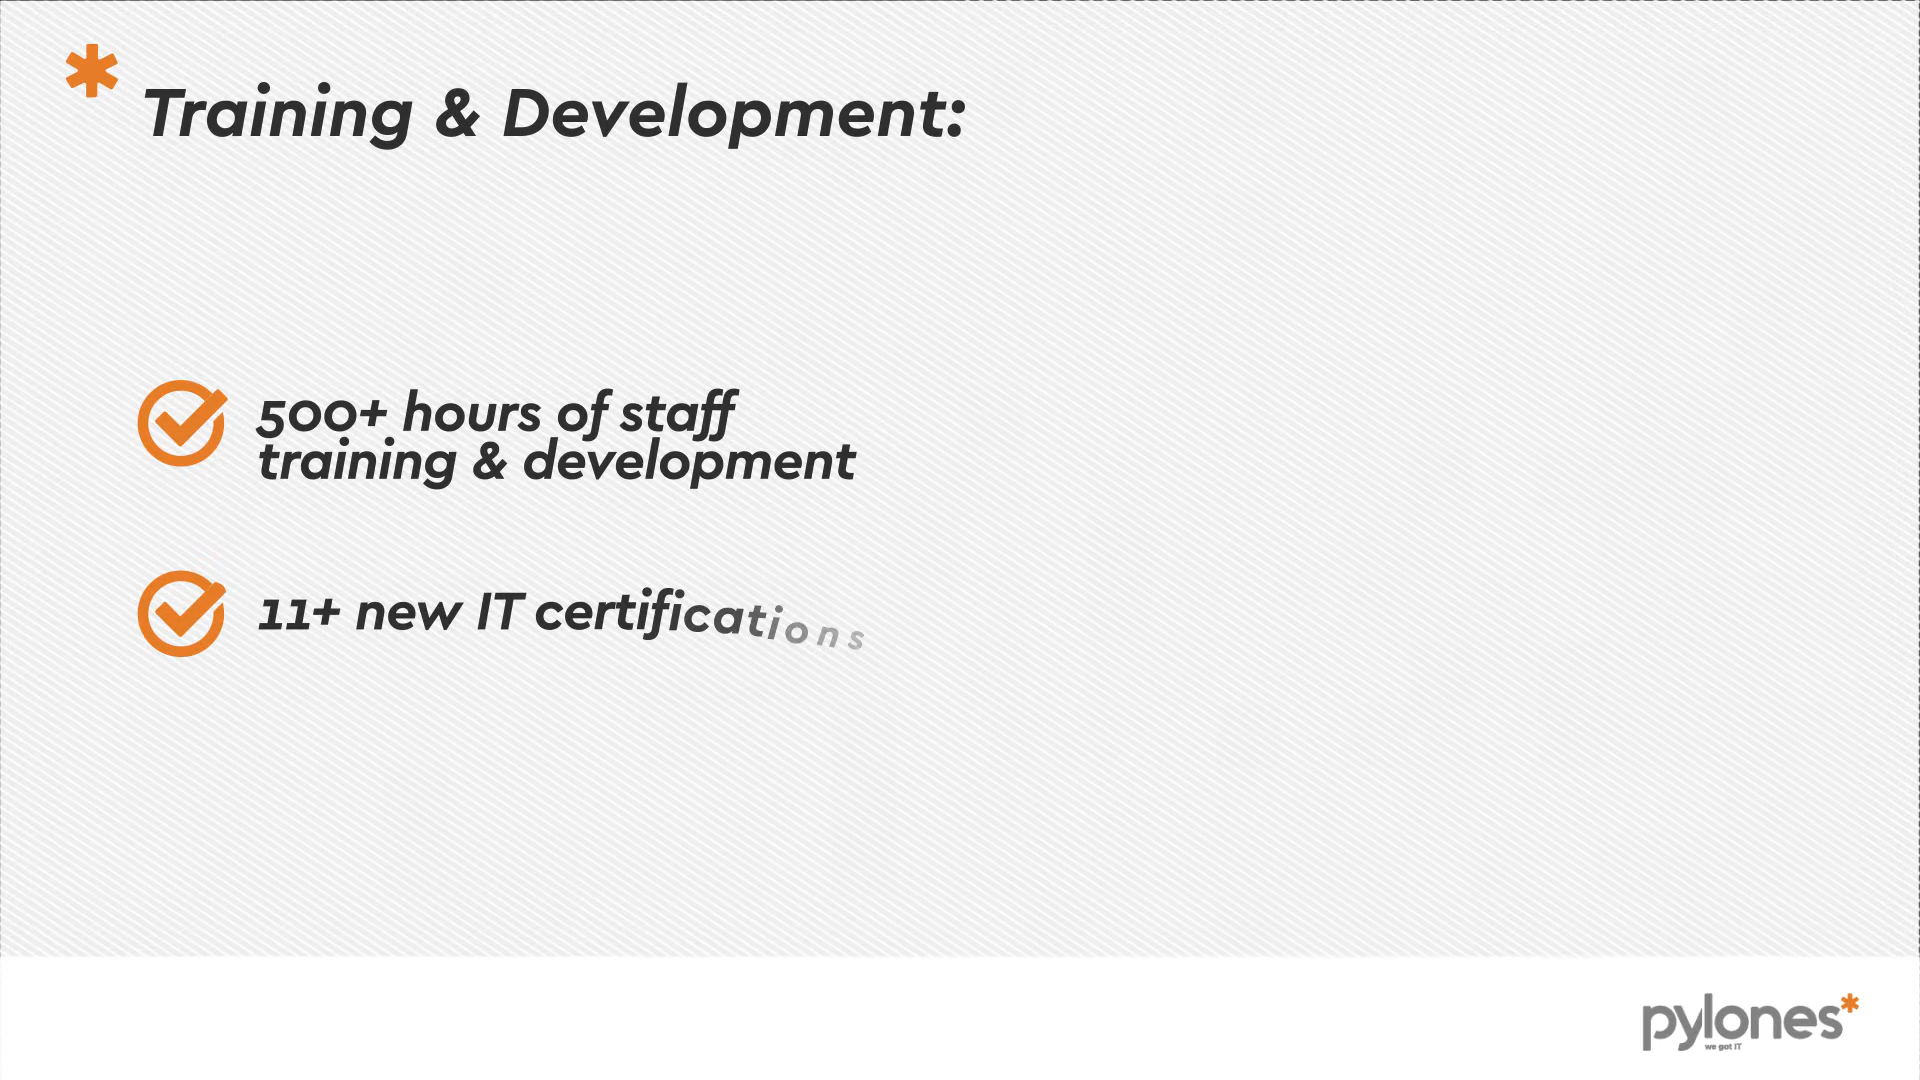 * Training & Development:
500+ hours of staff
training & development
11+ new IT certifications
pylones*
we got IT